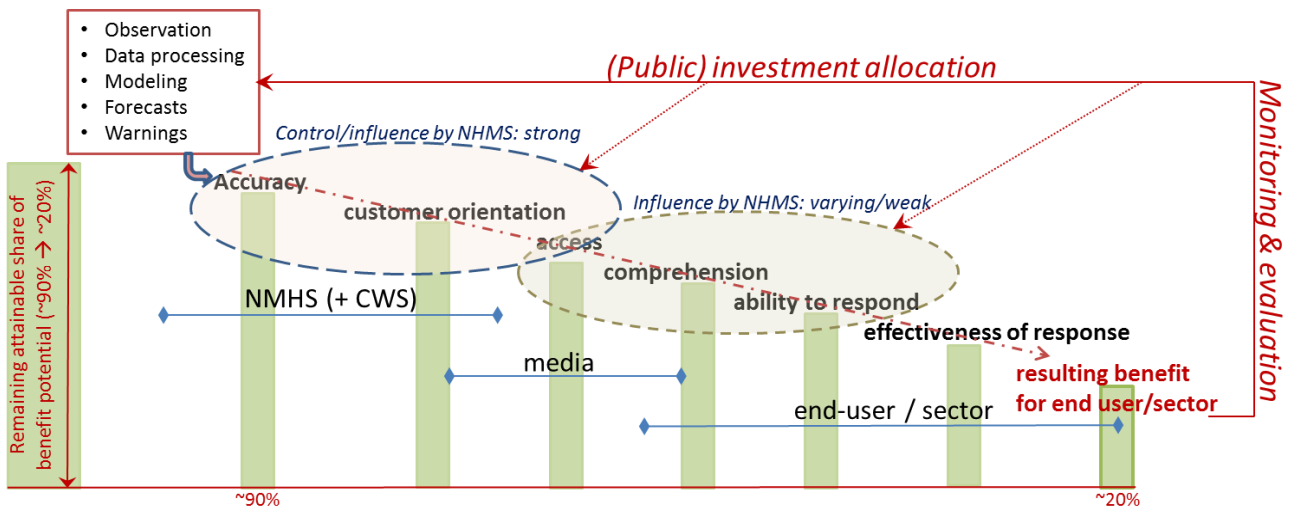 • Observation
• Data processing
• Modeling
• Forecasts
• Warnings
(Public) investment allocation
Monitoring & evaluation
Control/influence by NHMS: strong
Influence by NHMS: varying/weak
Remaining attainable share of
benefit potential (~90% → ~20%)
Accuracy
customer orientation
access
comprehension
ability to respond
effectiveness of response
resulting benefit
for end user/sector
NMHS (+ CWS)
media
end-user / sector
~90%
~20%